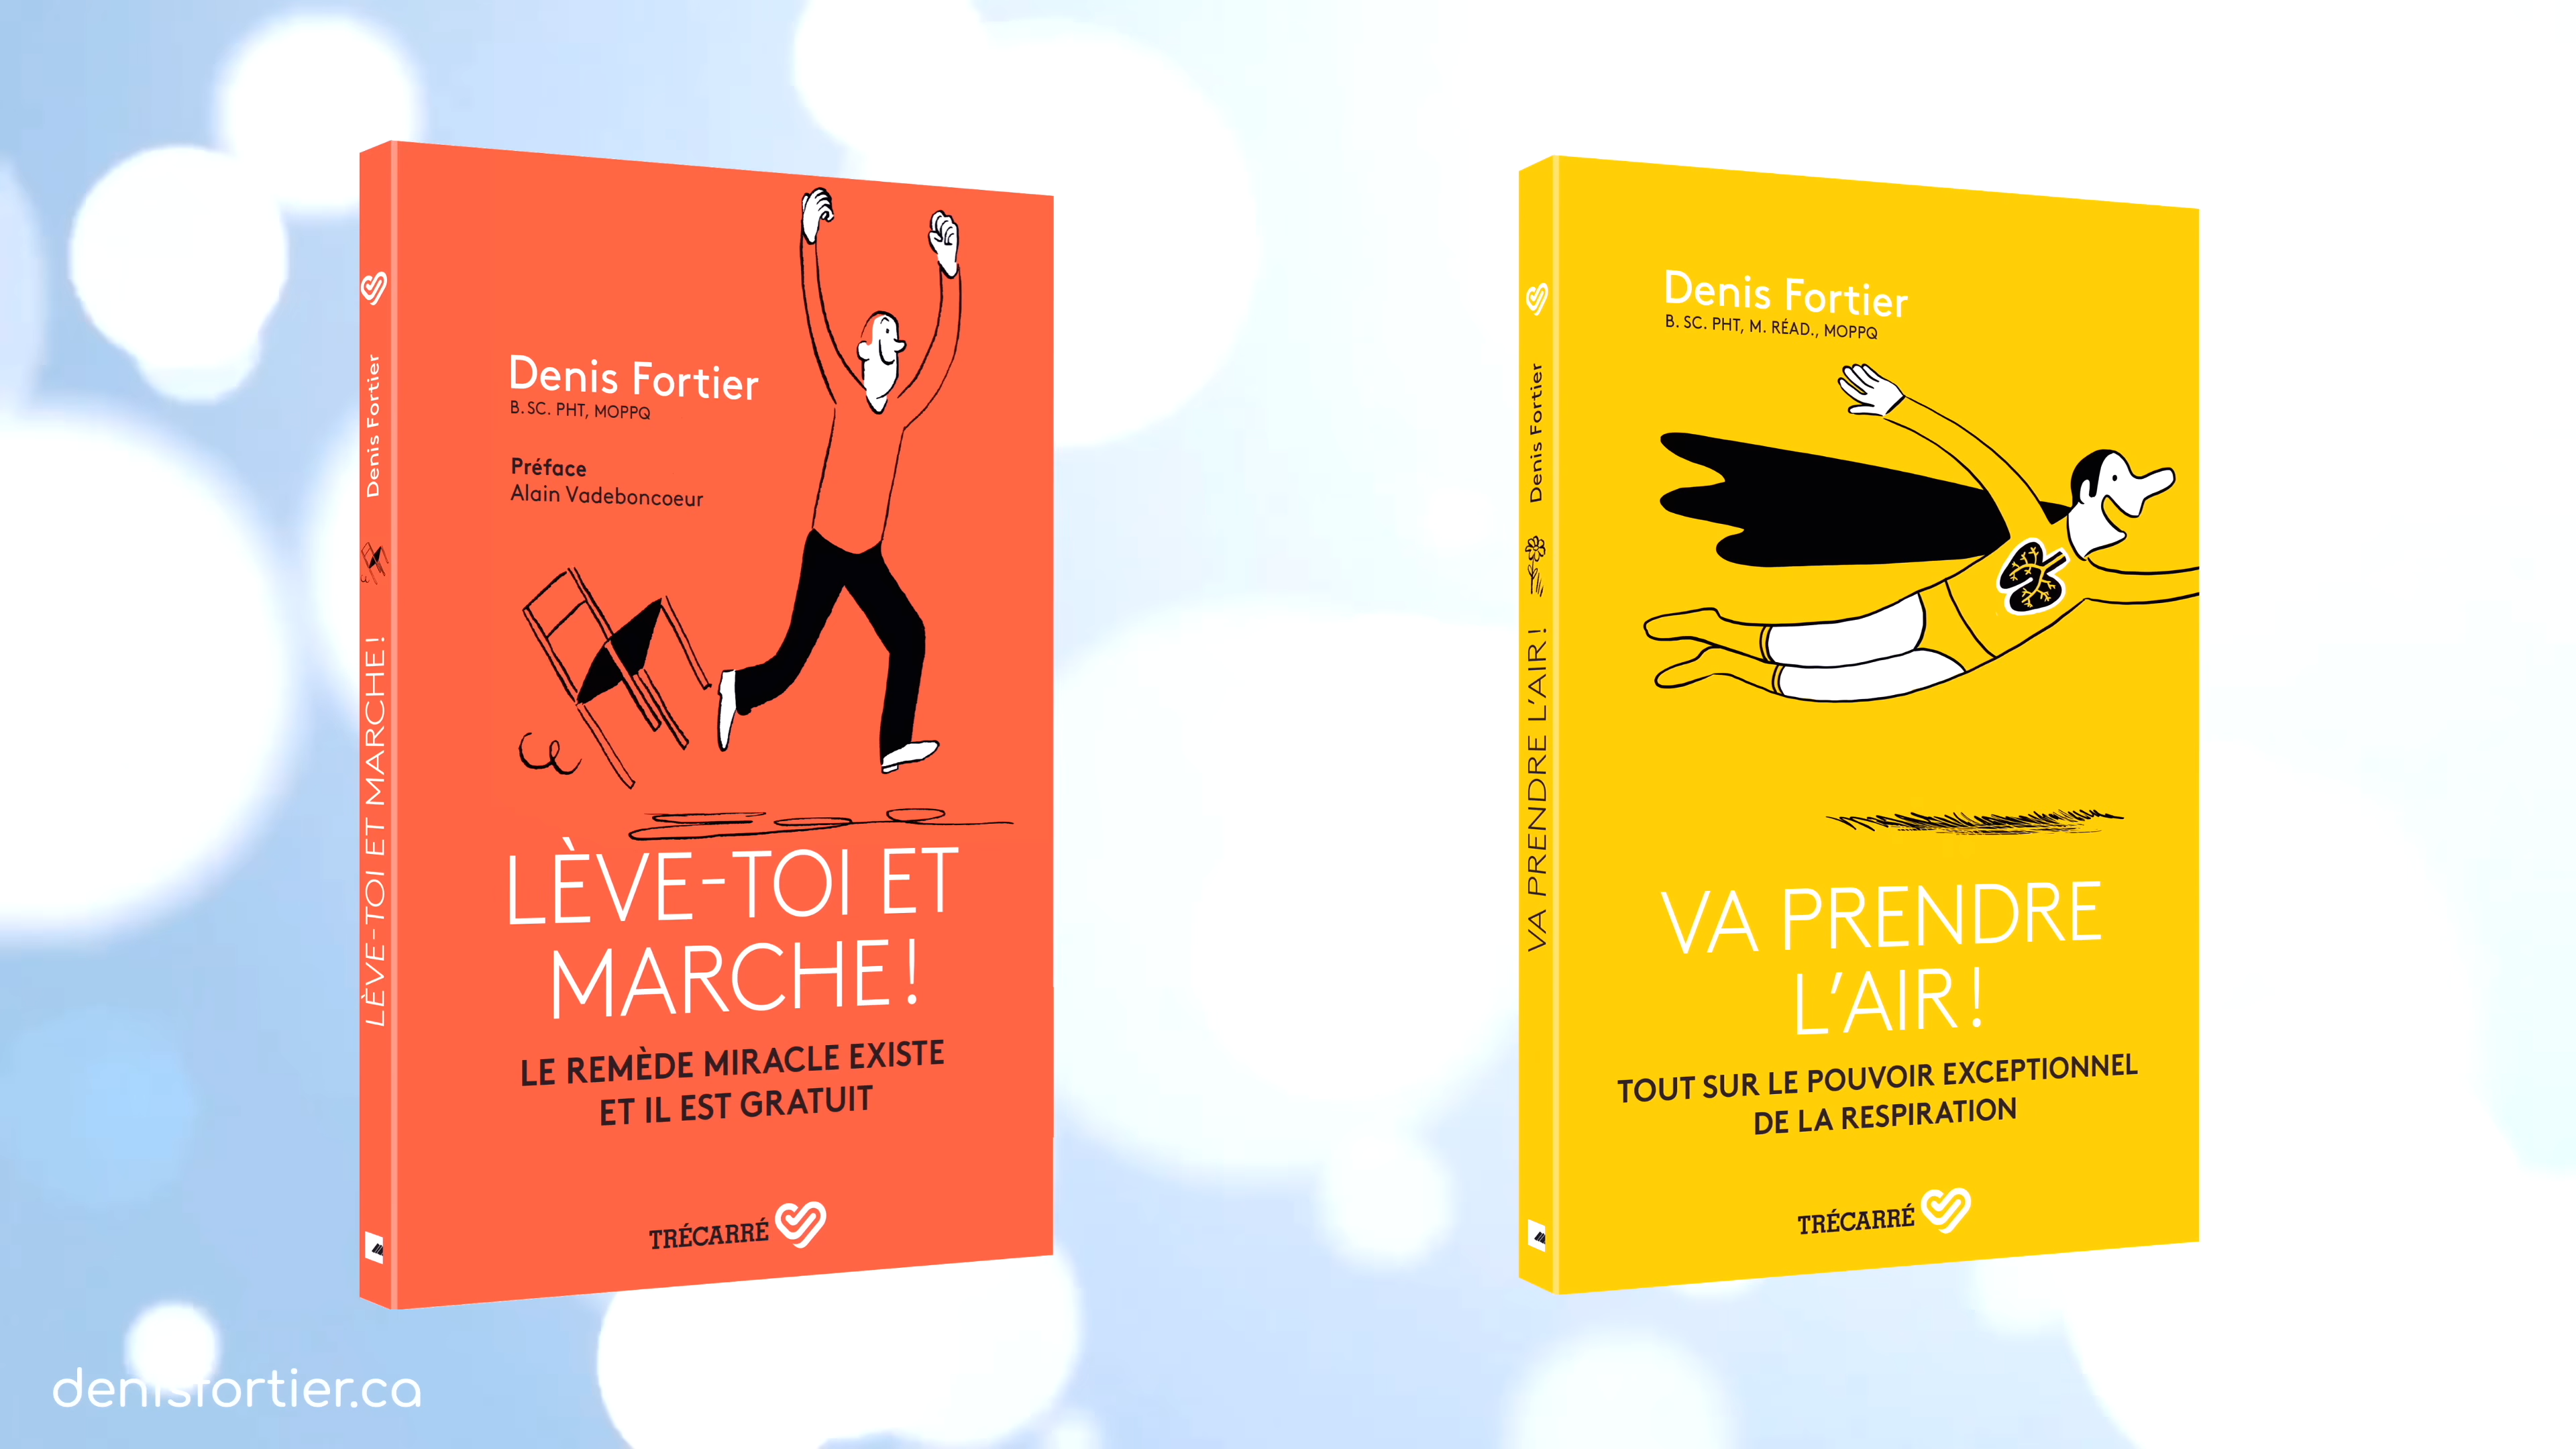 Denis Fortier
LÈVE-TOI ET MARCHE !
Denis Fortier
B. SC. PHT, MOPPQ
Préface
Alain Vadeboncoeur
LÈVE-TOI ET
MARCHE !
LE REMÈDE MIRACLE EXISTE
ET IL EST GRATUIT
TRÉCARRÉ
Denis Fortier
VA PRENDRE L'AIR !
Denis Fortier
B. SC. PHT, M. RÉAD., MOPPQ
VA PRENDRE
L'AIR !
TOUT SUR LE POUVOIR EXCEPTIONNEL
DE LA RESPIRATION
TRÉCARRÉ
denisfortier.ca